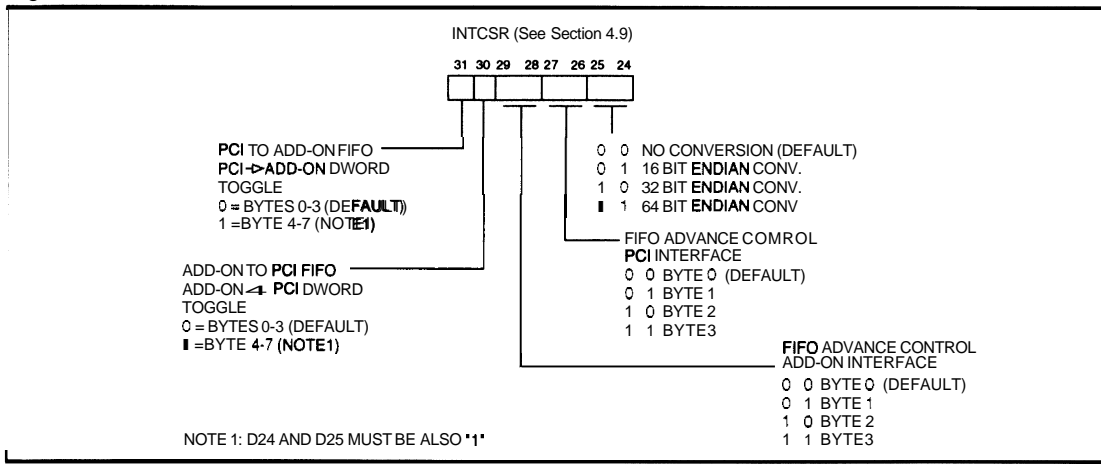 INTCSR (See Section 4.9)
31 30 29 28 27 26 25 24
PCI TO ADD-ON FIFO
PCI ADD-ON DWORD
TOGGLE
0 = BYTES 0-3 (DEFAULT)
1 =BYTE 4-7 (NOTE1)
0 0 NO CONVERSION (DEFAULT)
0 1 16 BIT ENDIAN CONV.
1 0 32 BIT ENDIAN CONV.
1 1 64 BIT ENDIAN CONV
FIFO ADVANCE COMROL
PCI INTERFACE
0 0 BYTE 0 (DEFAULT)
0 1 BYTE 1
1 0 BYTE 2
1 1 BYTE3
ADD-ON TO PCI FIFO
ADD-ON PCI DWORD
TOGGLE
0 = BYTES 0-3 (DEFAULT)
1 =BYTE 4-7 (NOTE1)
FIFO ADVANCE CONTROL
ADD-ON INTERFACE
0 0 BYTE 0 (DEFAULT)
0 1 BYTE 1
1 0 BYTE 2
1 1 BYTE3
NOTE 1: D24 AND D25 MUST BE ALSO "1"